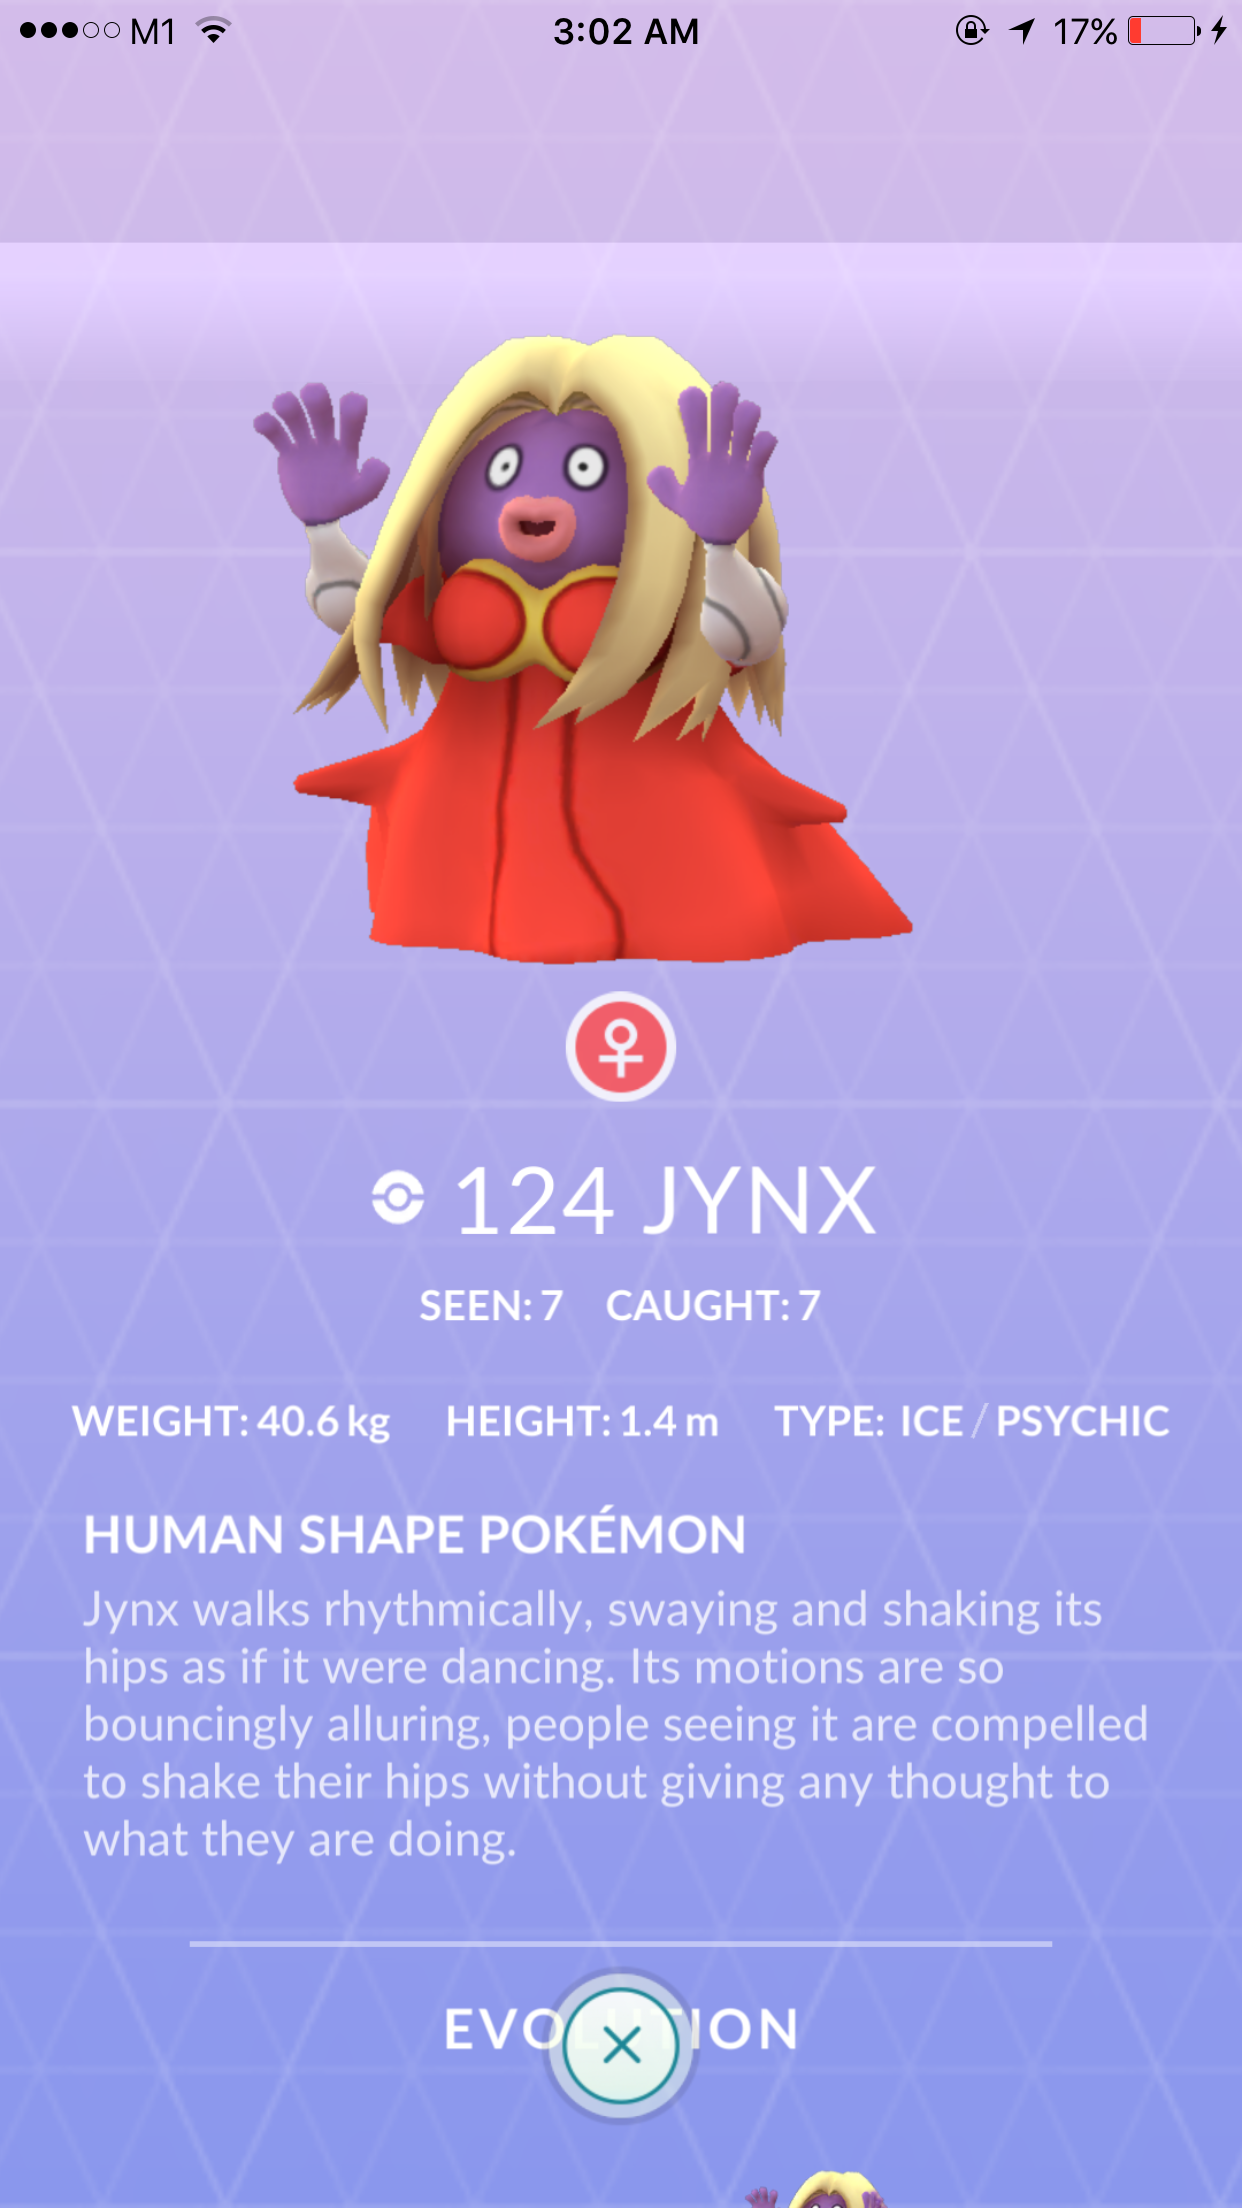 M1 3:02 AM 17%
124 JYNX
SEEN: 7 CAUGHT: 7
WEIGHT: 40.6 kg HEIGHT: 1.4 m TYPE: ICE / PSYCHIC
HUMAN SHAPE POKÉMON
Jynx walks rhythmically, swaying and shaking its
hips as if it were dancing. Its motions are so
bouncingly alluring, people seeing it are compelled
to shake their hips without giving any thought to
what they are doing.
EVOLUTION